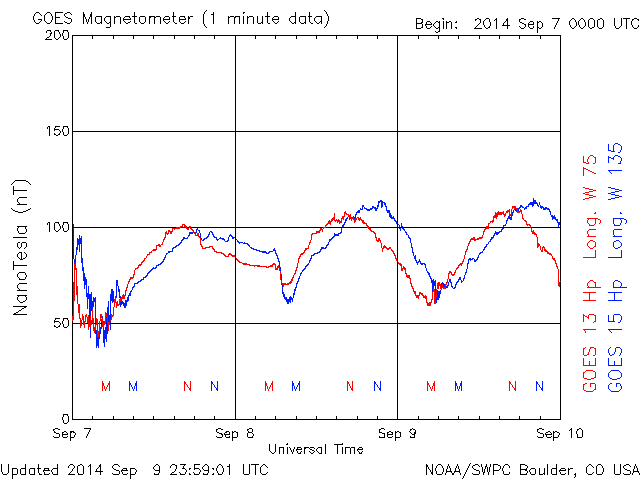 GOES Magnetometer (1 minute data)
Begin: 2014 Sep 7 0000 UTC
200
150
100
50
0
NanoTesla (nT)
M M N N M M N N M M N N
Sep 7 Sep 8 Sep 9 Sep 10
Universal Time
GOES 13 Hp Long. W 75
GOES 15 Hp Long. W 135
Updated 2014 Sep 9 23:59:01 UTC
NOAA/SWPC Boulder, CO USA